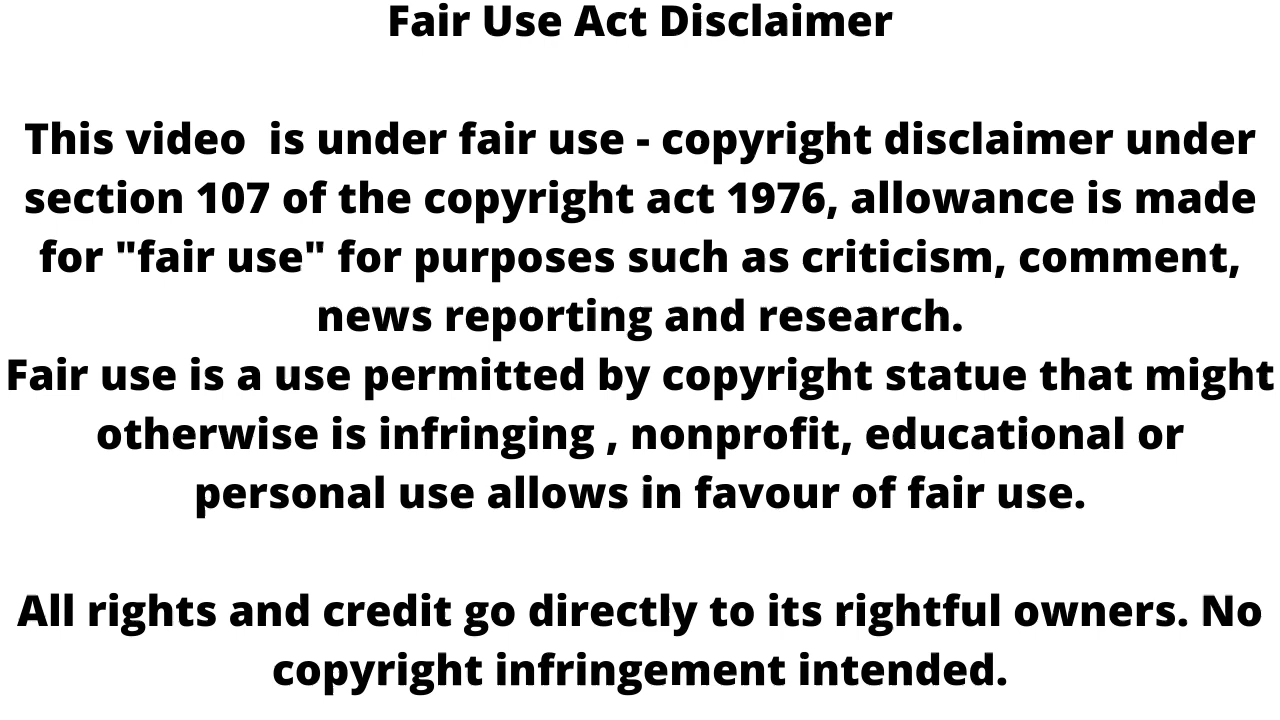 Fair Use Act Disclaimer
This video  is under fair use - copyright disclaimer under
section 107 of the copyright act 1976, allowance is made
for "fair use" for purposes such as criticism, comment,
news reporting and research.
Fair use is a use permitted by copyright statue that might
otherwise is infringing , nonprofit, educational or
personal use allows in favour of fair use.
All rights and credit go directly to its rightful owners. No
copyright infringement intended.